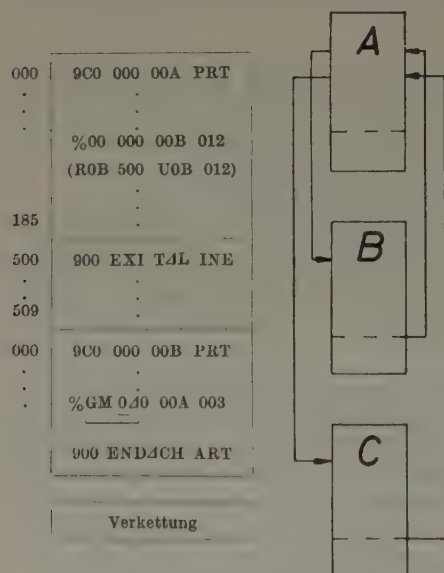 000 9C0 000 00A PRT
%00 000 00B 012
(R0B 500 U0B 012)
185
500 900 EXI TΔL INE
509
000 9C0 000 00B PRT
%GM 0Δ0 00A 003
900 ENDΔCH ART
Verkettung
A
B
C